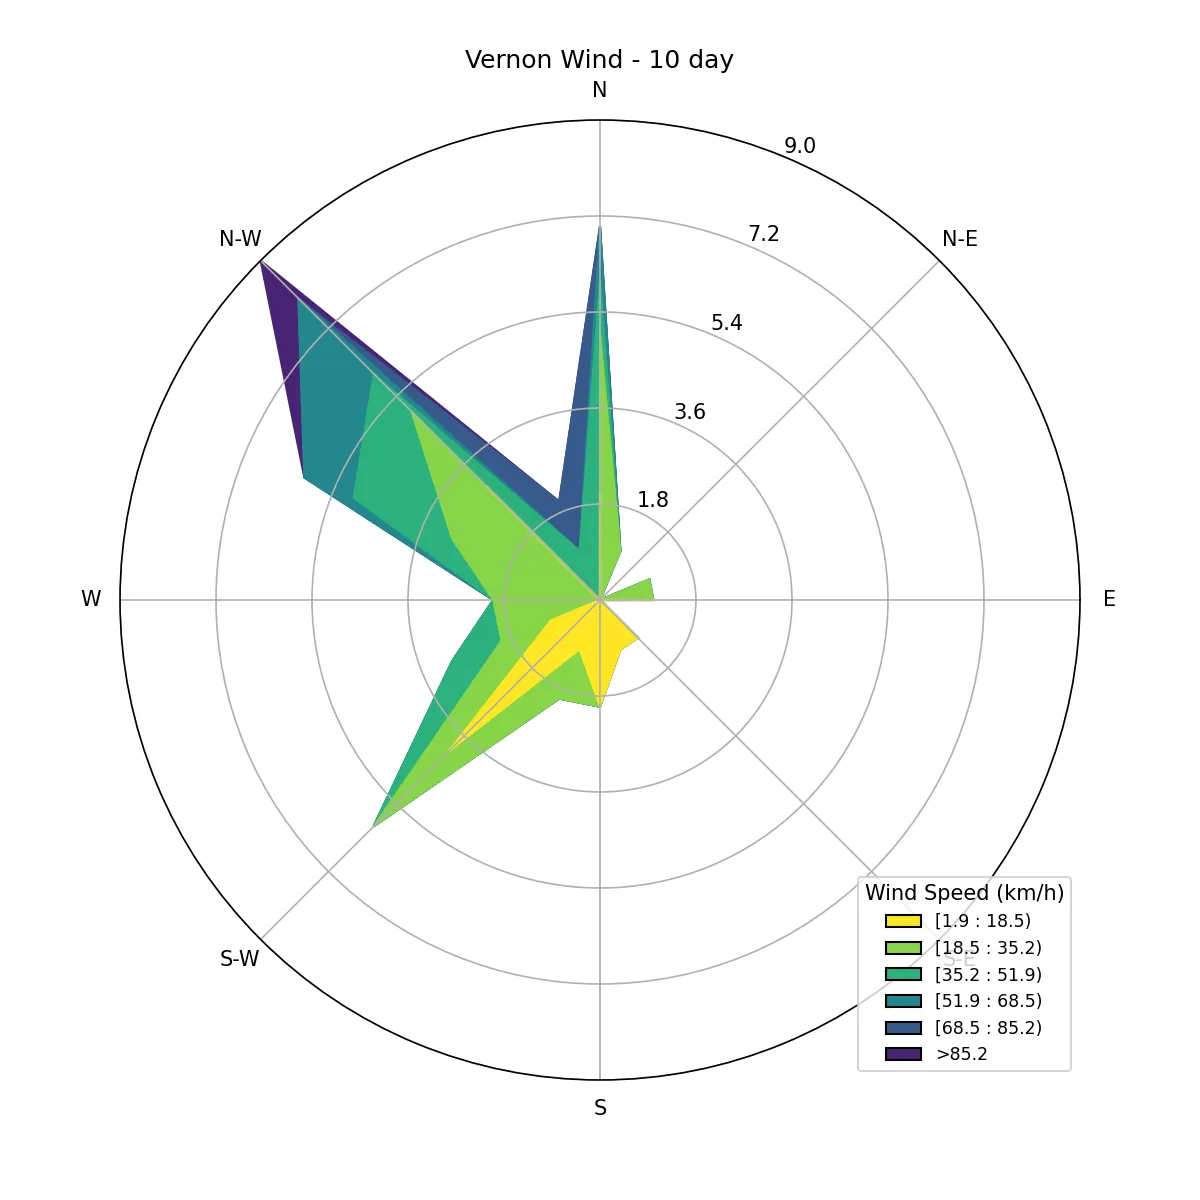 Vernon Wind - 10 day
N
9.0
N-W
N-E
7.2
5.4
3.6
1.8
W
E
S-W
S-E
Wind Speed (km/h)
[1.9 : 18.5)
[18.5 : 35.2)
[35.2 : 51.9)
[51.9 : 68.5)
[68.5 : 85.2)
>85.2
S